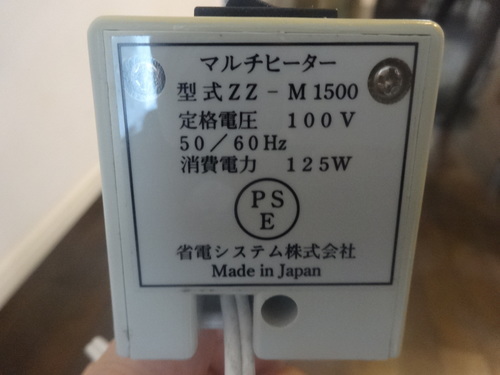 マルチヒーター
型式ZZ－M1500
定格電圧 100V
50／60Hz
消費電力 125W
PS
E
省電システム株式会社
Made in Japan